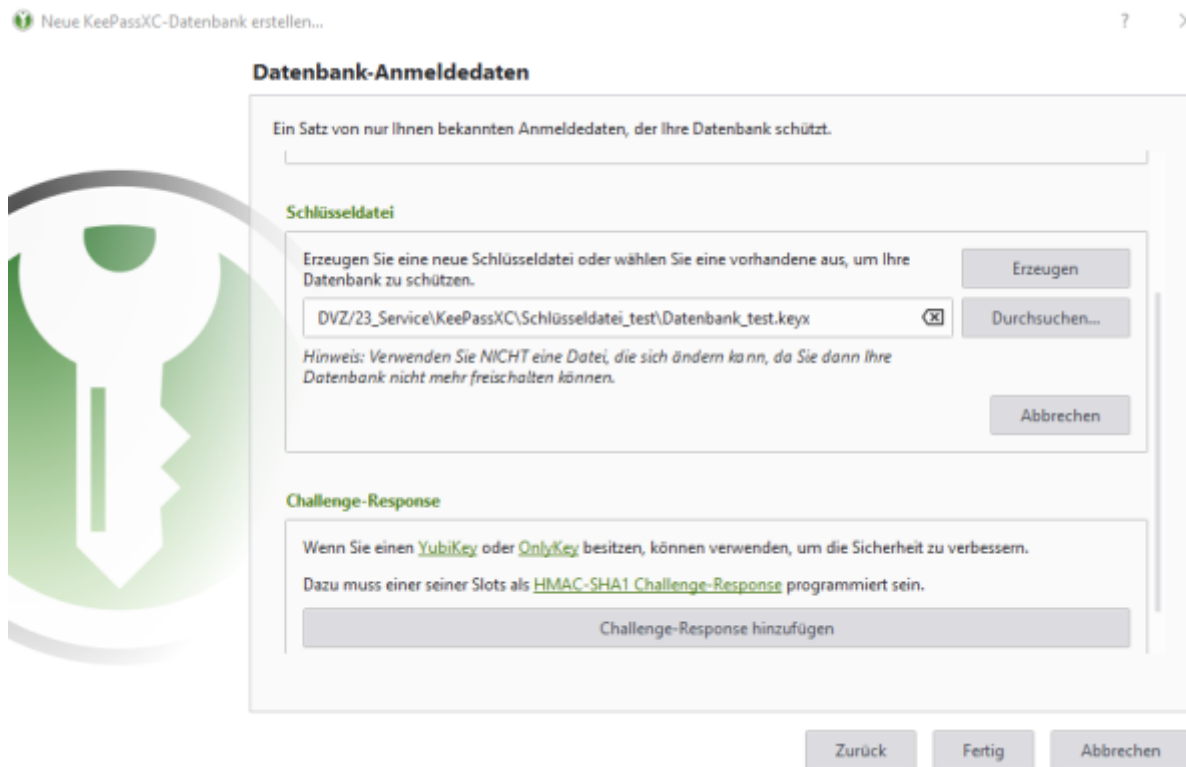 Neue KeePassXC-Datenbank erstellen...
?
Datenbank-Anmeldedaten
Ein Satz von nur Ihnen bekannten Anmeldedaten, der Ihre Datenbank schützt.
Schlüsseldatei
Erzeugen Sie eine neue Schlüsseldatei oder wählen Sie eine vorhandene aus, um Ihre
Datenbank zu schützen.
Erzeugen
DVZ/23_Service\KeePassXC\Schlüsseldatei_test\Datenbank_test.keyx
Durchsuchen...
Hinweis: Verwenden Sie NICHT eine Datei, die sich ändern kann, da Sie dann Ihre
Datenbank nicht mehr freischalten können.
Abbrechen
Challenge-Response
Wenn Sie einen YubiKey oder OnlyKey besitzen, können verwenden, um die Sicherheit zu verbessern.
Dazu muss einer seiner Slots als HMAC-SHA1 Challenge-Response programmiert sein.
Challenge-Response hinzufügen
Zurück
Fertig
Abbrechen